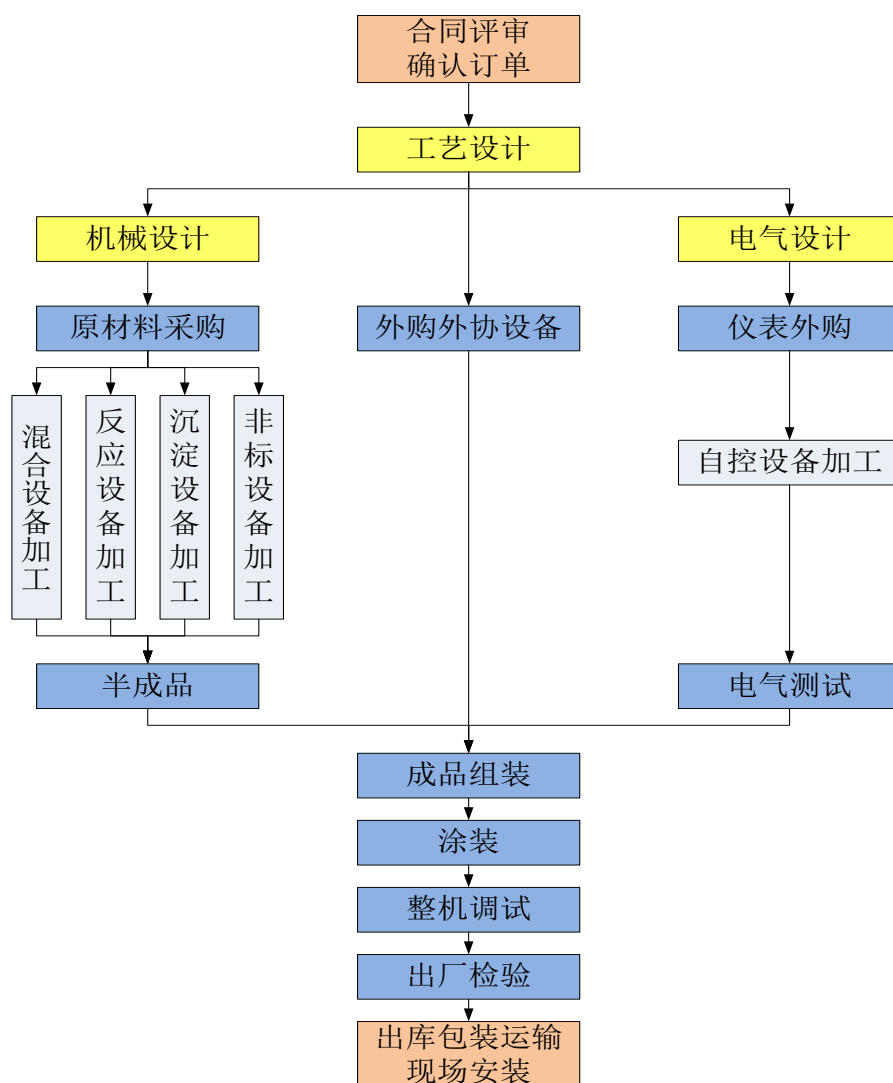 合同评审
确认订单
工艺设计
机械设计
电气设计
原材料采购
外购外协设备
仪表外购
混合设备加工
反应设备加工
沉淀设备加工
非标设备加工
自控设备加工
半成品
电气测试
成品组装
涂装
整机调试
出厂检验
出库包装运输
现场安装